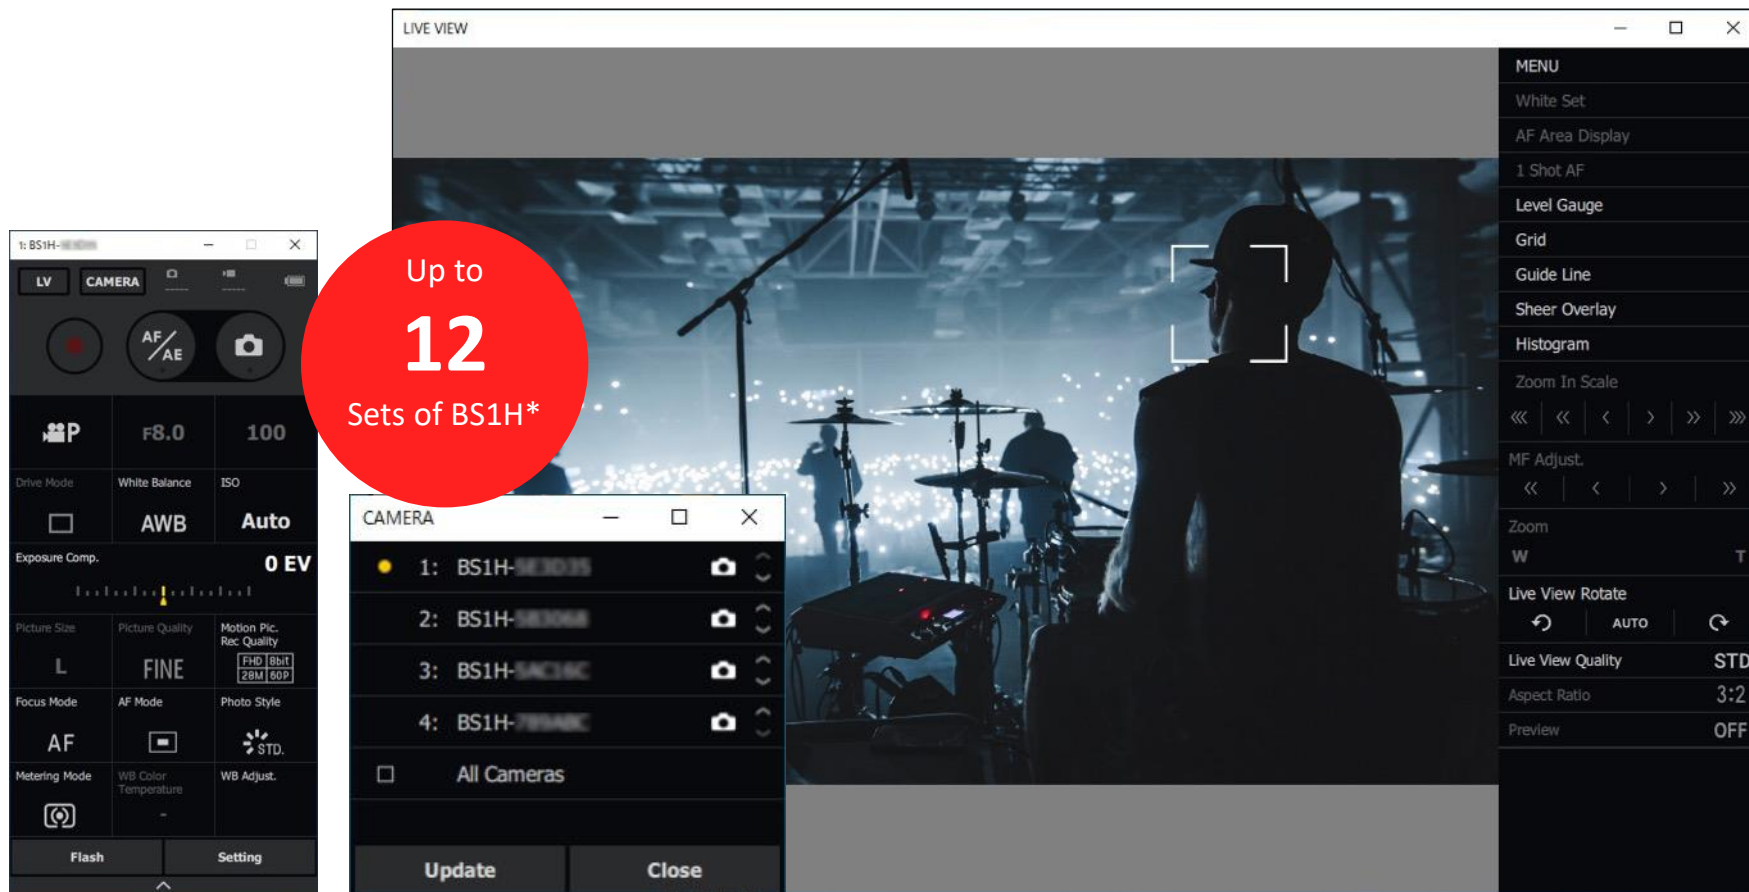 LIVE VIEW
MENU
White Set
AF Area Display
1 Shot AF
Level Gauge
Grid
Guide Line
Sheer Overlay
Histogram
Zoom In Scale
MF Adjust.
Zoom
W T
Live View Rotate
AUTO
Live View Quality STD
Aspect Ratio 3:2
Preview OFF
1: BS1H-
LV CAMERA
AF/AE
P F8.0 100
Drive Mode White Balance ISO
AWB Auto
Exposure Comp. 0 EV
Picture Size Picture Quality Motion Pic.
Rec Quality
L FINE FHD 8bit
28M 60P
Focus Mode AF Mode Photo Style
AF STD.
Metering Mode WB Color
Temperature WB Adjust.
-
Flash Setting
Up to
12
Sets of BS1H*
CAMERA
1: BS1H-
2: BS1H-
3: BS1H-
4: BS1H-
All Cameras
Update Close